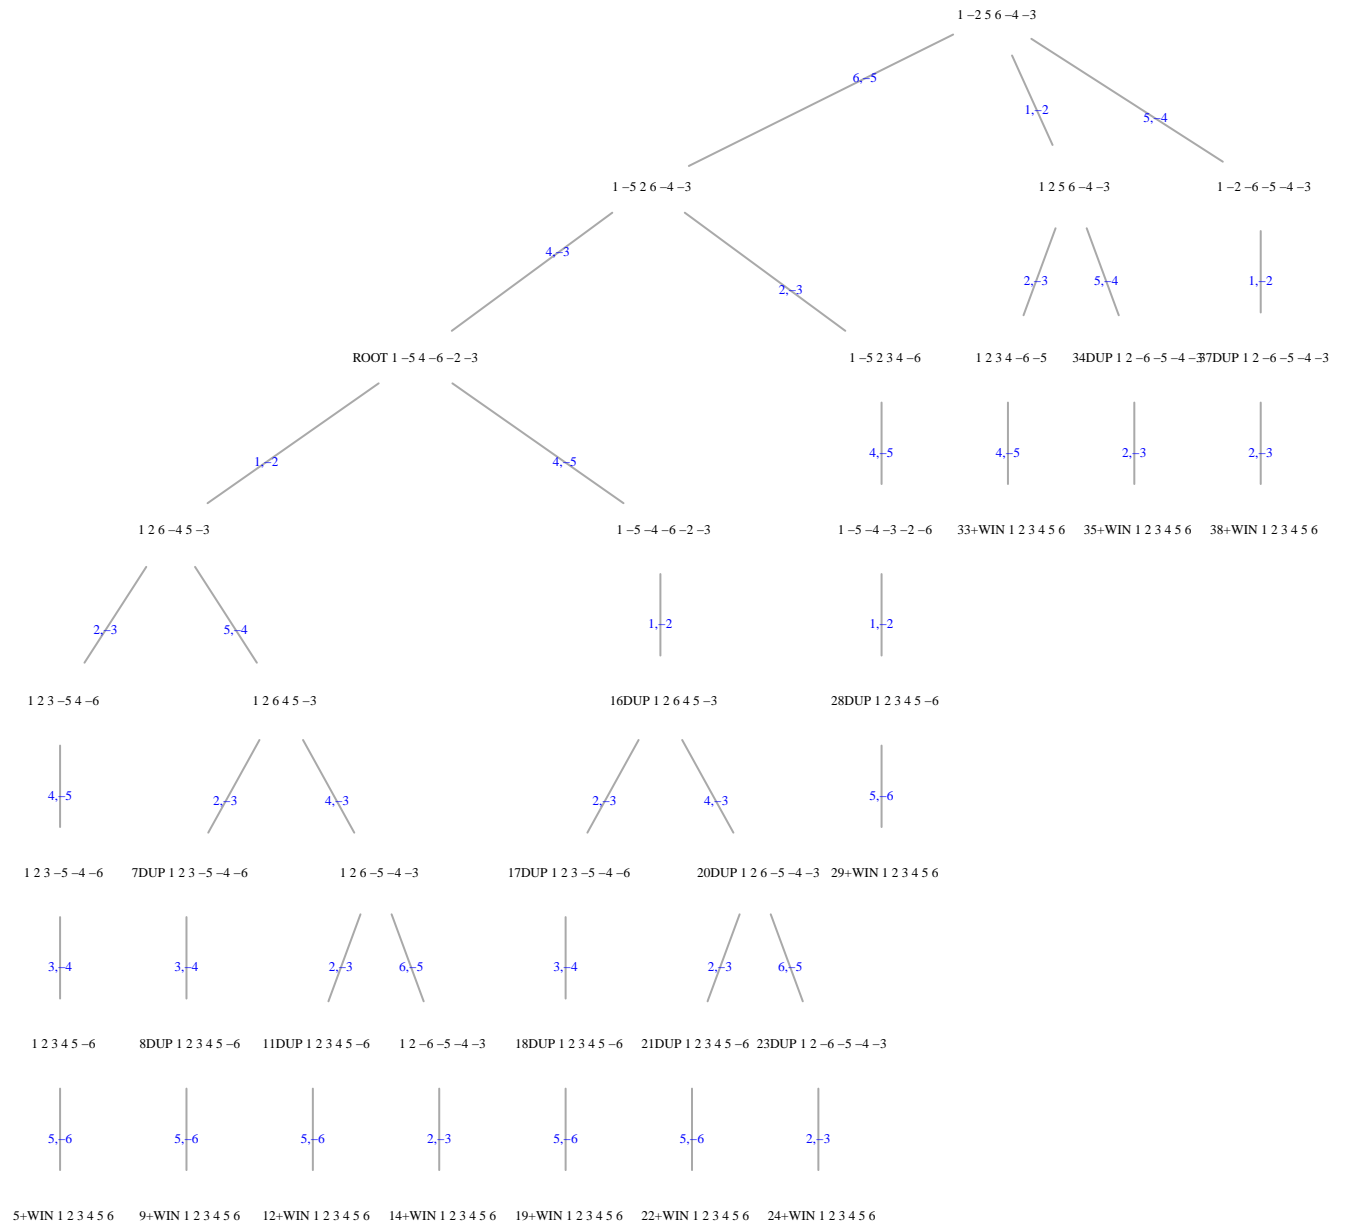 1 −2 5 6 −4 −3
6,−5
1,−2
5,−4
1 −5 2 6 −4 −3
1 2 5 6 −4 −3
1 −2 −6 −5 −4 −3
4,−3
2,−3
2,−3
5,−4
1,−2
ROOT 1 −5 4 −6 −2 −3
1 −5 2 3 4 −6
1 2 3 4 −6 −5
34DUP 1 2 −6 −5 −4 −3
37DUP 1 2 −6 −5 −4 −3
1,−2
4,−5
4,−5
4,−5
2,−3
2,−3
1 2 6 −4 5 −3
1 −5 −4 −6 −2 −3
1 −5 −4 −3 −2 −6
33+WIN 1 2 3 4 5 6
35+WIN 1 2 3 4 5 6
38+WIN 1 2 3 4 5 6
2,−3
5,−4
1,−2
1,−2
1 2 3 −5 4 −6
1 2 6 4 5 −3
16DUP 1 2 6 4 5 −3
28DUP 1 2 3 4 5 −6
4,−5
2,−3
4,−3
2,−3
4,−3
5,−6
1 2 3 −5 −4 −6
7DUP 1 2 3 −5 −4 −6
1 2 6 −5 −4 −3
17DUP 1 2 3 −5 −4 −6
20DUP 1 2 6 −5 −4 −3
29+WIN 1 2 3 4 5 6
3,−4
3,−4
2,−3
6,−5
3,−4
2,−3
6,−5
1 2 3 4 5 −6
8DUP 1 2 3 4 5 −6
11DUP 1 2 3 4 5 −6
1 2 −6 −5 −4 −3
18DUP 1 2 3 4 5 −6
21DUP 1 2 3 4 5 −6
23DUP 1 2 −6 −5 −4 −3
5,−6
5,−6
5,−6
2,−3
5,−6
5,−6
2,−3
5+WIN 1 2 3 4 5 6
9+WIN 1 2 3 4 5 6
12+WIN 1 2 3 4 5 6
14+WIN 1 2 3 4 5 6
19+WIN 1 2 3 4 5 6
22+WIN 1 2 3 4 5 6
24+WIN 1 2 3 4 5 6